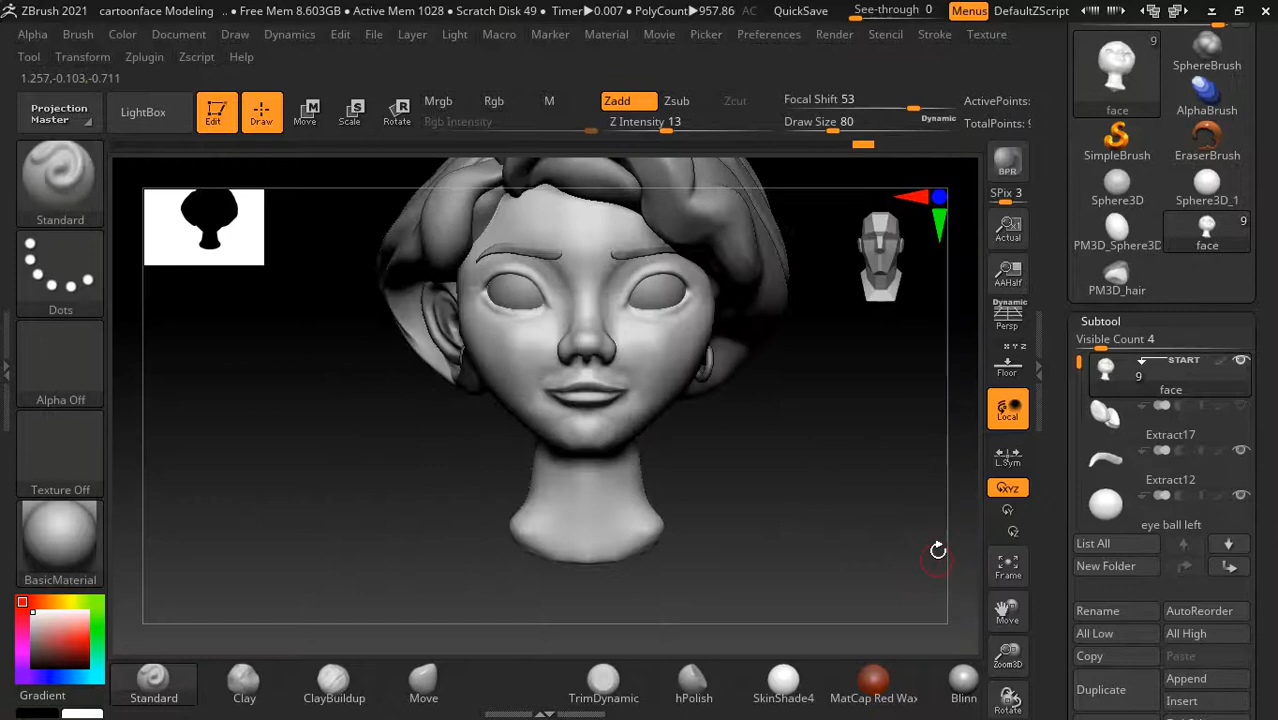 ZBrush 2021 cartoonface Modeling .. • Free Mem 8.603GB • Active Mem 1028 • Scratch Disk 49 • Timer▶0.007 • PolyCount▶957.86 AC QuickSave See-through 0 Menus DefaultZScript
Alpha Brush Color Document Draw Dynamics Edit File Layer Light Macro Marker Material Movie Picker Preferences Render Stencil Stroke Texture
Tool Transform Zplugin Zscript Help
1.257,-0.103,-0.711
Projection Master
LightBox
Edit Draw Move Scale Rotate
Mrgb Rgb M
Rgb Intensity
Zadd Zsub Zcut
Z Intensity 13
Focal Shift 53
Draw Size 80
Dynamic
ActivePoints:
TotalPoints: 9
Standard
Dots
Alpha Off
Texture Off
BasicMaterial
Gradient
BPR
SPix 3
Actual
AAHalf
Dynamic
Persp
X Y Z
Floor
Local
L.Sym
XYZ
Y
Z
Frame
Move
Zoom3D
Rotate
9
face
SphereBrush
AlphaBrush
SimpleBrush EraserBrush
Sphere3D Sphere3D_1
9
PM3D_Sphere3D face
PM3D_hair
Subtool
Visible Count 4
START
9
face
Extract17
Extract12
eye ball left
List All
New Folder
Rename AutoReorder
All Low All High
Copy Paste
Duplicate Append
Insert
Standard Clay ClayBuildup Move TrimDynamic hPolish SkinShade4 MatCap Red Wax Blinn